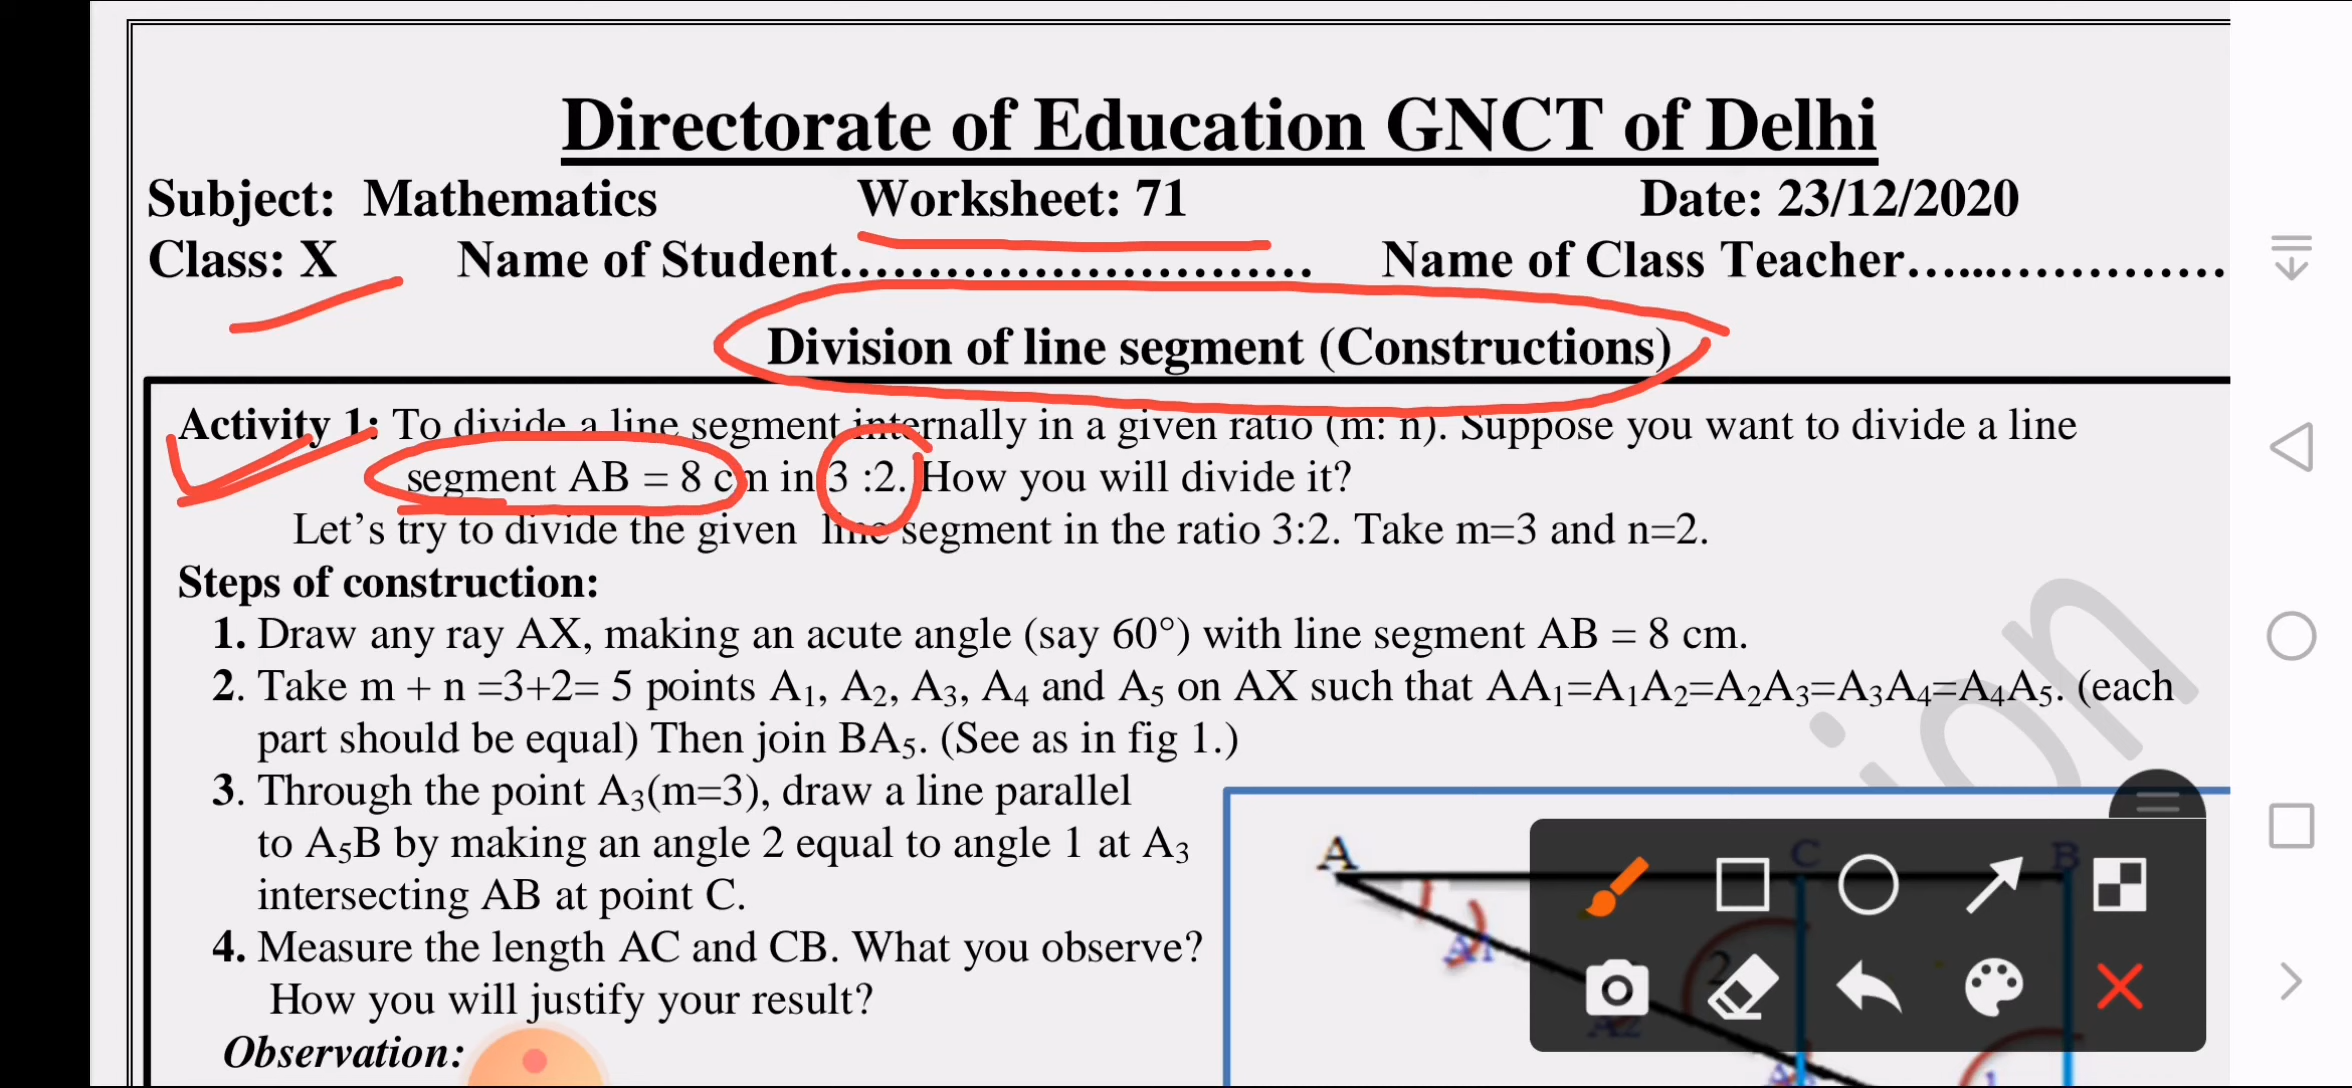 Directorate of Education GNCT of Delhi
Subject: Mathematics Worksheet: 71 Date: 23/12/2020
Class: X Name of Student........................... Name of Class Teacher..................
Division of line segment (Constructions)
Activity 1: To divide a line segment internally in a given ratio (m: n). Suppose you want to divide a line
segment AB = 8 cm in 3 :2. How you will divide it?
Let’s try to divide the given line segment in the ratio 3:2. Take m=3 and n=2.
Steps of construction:
1. Draw any ray AX, making an acute angle (say 60°) with line segment AB = 8 cm.
2. Take m + n =3+2= 5 points A₁, A₂, A₃, A₄ and A₅ on AX such that AA₁=A₁A₂=A₂A₃=A₃A₄=A₄A₅. (each
part should be equal) Then join BA₅. (See as in fig 1.)
3. Through the point A₃(m=3), draw a line parallel
to A₅B by making an angle 2 equal to angle 1 at A₃
intersecting AB at point C.
4. Measure the length AC and CB. What you observe?
How you will justify your result?
Observation:
A C B
A1
2
A2
1